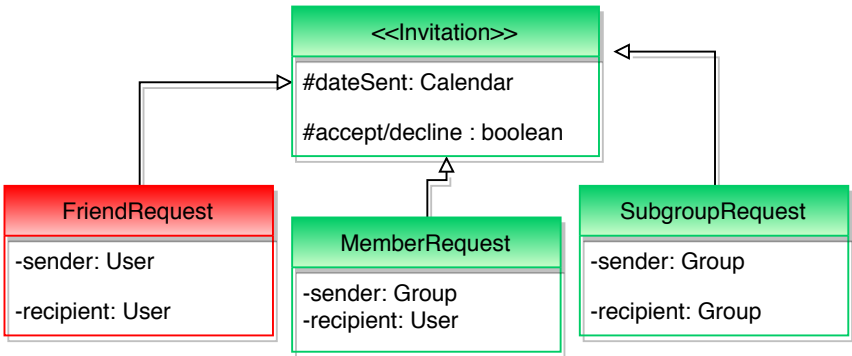 <<Invitation>>
#dateSent: Calendar
#accept/decline : boolean
FriendRequest
-sender: User
-recipient: User
MemberRequest
-sender: Group
-recipient: User
SubgroupRequest
-sender: Group
-recipient: Group